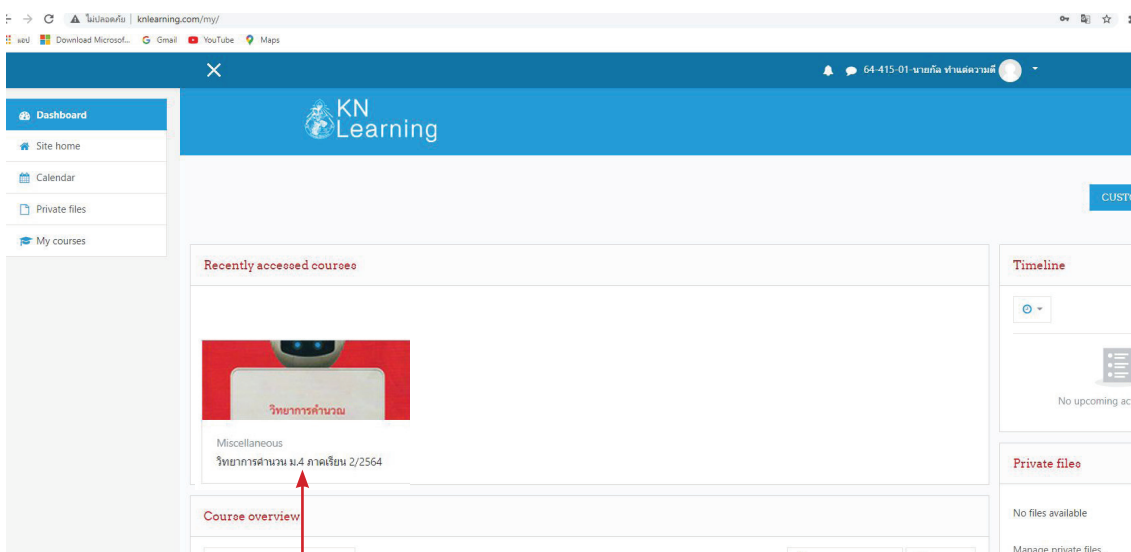 ไม่ปลอดภัย | knlearning.com/my/
แอป Download Microsof... Gmail YouTube Maps
64-415-01-นายกัล ทำแต่ความดี
KN
Learning
Dashboard
Site home
Calendar
Private files
My courses
CUSTO
Recently accessed courses
วิทยาการคำนวณ
Miscellaneous
วิทยาการคำนวน ม.4 ภาคเรียน 2/2564
Course overview
Timeline
No upcoming ac
Private files
No files available
Manage private files